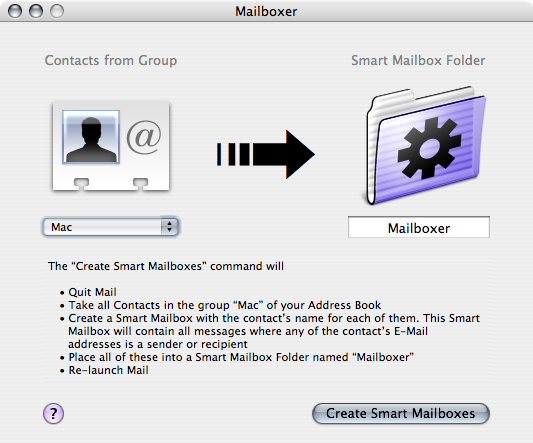 Mailboxer
Contacts from Group
Smart Mailbox Folder
@
Mac
Mailboxer
The “Create Smart Mailboxes” command will
• Quit Mail
• Take all Contacts in the group “Mac” of your Address Book
• Create a Smart Mailbox with the contact’s name for each of them. This Smart
Mailbox will contain all messages where any of the contact’s E-Mail
addresses is a sender or recipient
• Place all of these into a Smart Mailbox Folder named “Mailboxer”
• Re-launch Mail
?
Create Smart Mailboxes